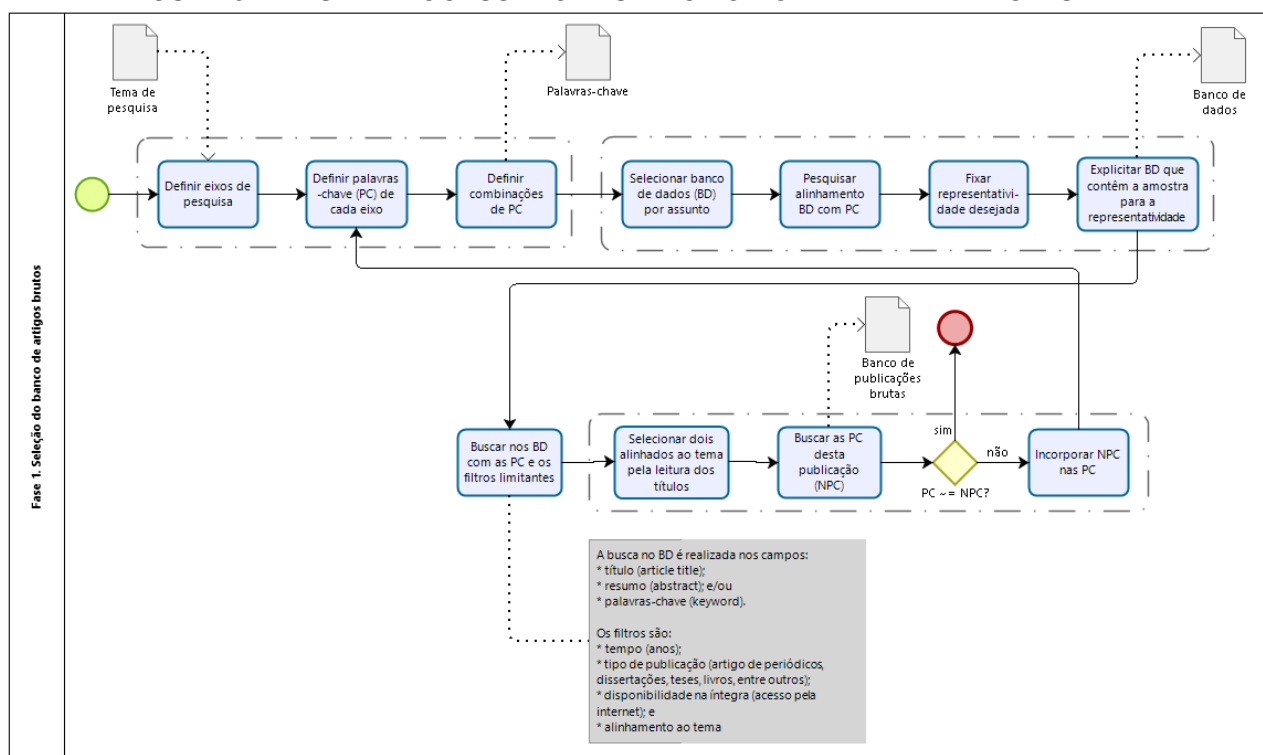 Fase 1. Seleção do banco de artigos brutos
Tema de
pesquisa
Palavras-chave
Banco de
dados
Definir eixos de
pesquisa
Definir palavras
-chave (PC) de
cada eixo
Definir
combinações
de PC
Selecionar banco
de dados (BD)
por assunto
Pesquisar
alinhamento
BD com PC
Fixar
representativi-
dade desejada
Explicitar BD que
contêm a amostra
para a
representatividade
Banco de
publicações
brutas
Buscar nos BD
com as PC e os
filtros limitantes
Selecionar dois
alinhados ao tema
pela leitura dos
títulos
Buscar as PC
desta
publicação
(NPC)
sim
PC ~= NPC?
não
Incorporar NPC
nas PC
A busca no BD é realizada nos campos:
* título (article title);
* resumo (abstract); e/ou
* palavras-chave (keyword).
Os filtros são:
* tempo (anos);
* tipo de publicação (artigo de periódicos,
dissertações, teses, livros, entre outros);
* disponibilidade na íntegra (acesso pela
internet); e
* alinhamento ao tema